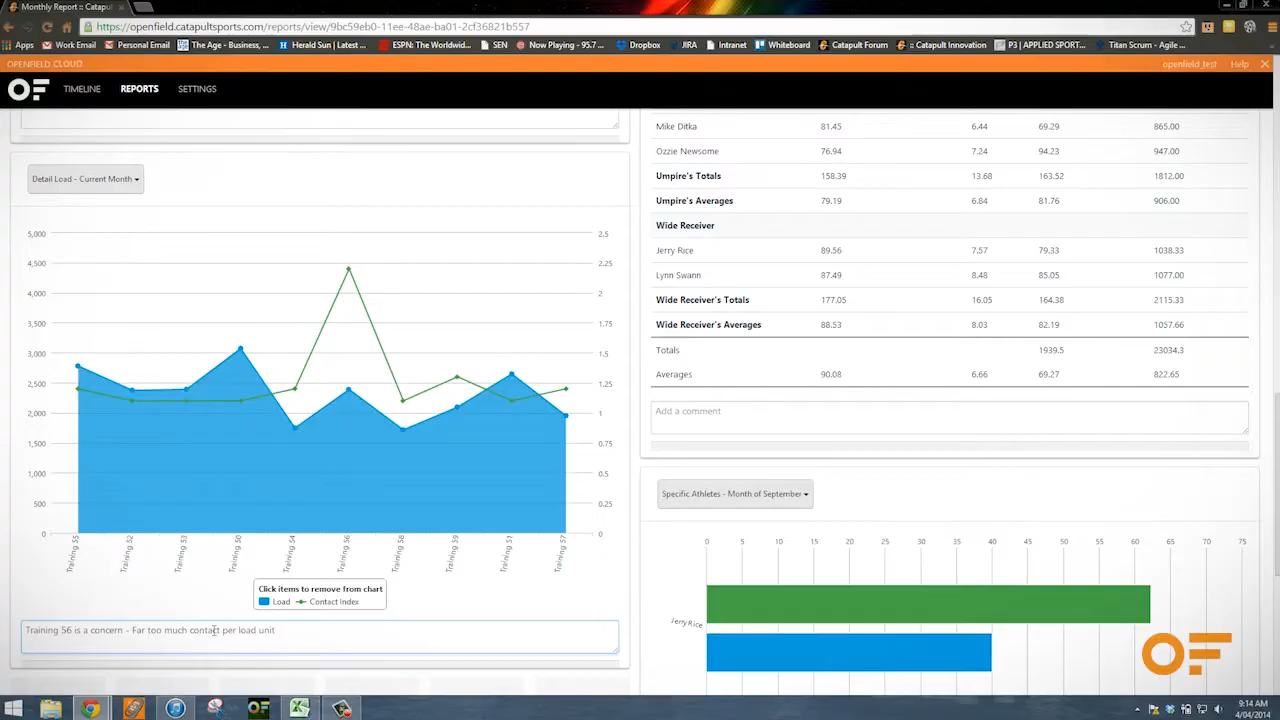 Monthly Report :: Catapul
https://openfield.catapultsports.com/reports/view/9bc59eb0-11ee-48ae-ba01-2cf36821b557
Apps Work Email Personal Email The Age - Business, ... Herald Sun | Latest ... ESPN: The Worldwid... SEN Now Playing - 95.7 ... Dropbox JIRA Intranet Whiteboard Catapult Forum :: Catapult Innovation P3 | APPLIED SPORT... Titan Scrum - Agile ...
OPENFIELD CLOUD openfield_test Help
OF TIMELINE REPORTS SETTINGS
Detail Load - Current Month
5,000 2.5
4,500 2.25
4,000 2
3,500 1.75
3,000 1.5
2,500 1.25
2,000 1
1,500 0.75
1,000 0.5
500 0.25
0 0
Training 55 Training 52 Training 53 Training 50 Training 54 Training 56 Training 58 Training 59 Training 51 Training 57
Click items to remove from chart
Load Contact Index
Training 56 is a concern - Far too much contact per load unit
Mike Ditka 81.45 6.44 69.29 865.00
Ozzie Newsome 76.94 7.24 94.23 947.00
Umpire's Totals 158.39 13.68 163.52 1812.00
Umpire's Averages 79.19 6.84 81.76 906.00
Wide Receiver
Jerry Rice 89.56 7.57 79.33 1038.33
Lynn Swann 87.49 8.48 85.05 1077.00
Wide Receiver's Totals 177.05 16.05 164.38 2115.33
Wide Receiver's Averages 88.53 8.03 82.19 1057.66
Totals 1939.5 23034.3
Averages 90.08 6.66 69.27 822.65
Add a comment
Specific Athletes - Month of September
0 5 10 15 20 25 30 35 40 45 50 55 60 65 70 75
Jerry Rice
OF
9:14 AM
4/04/2014